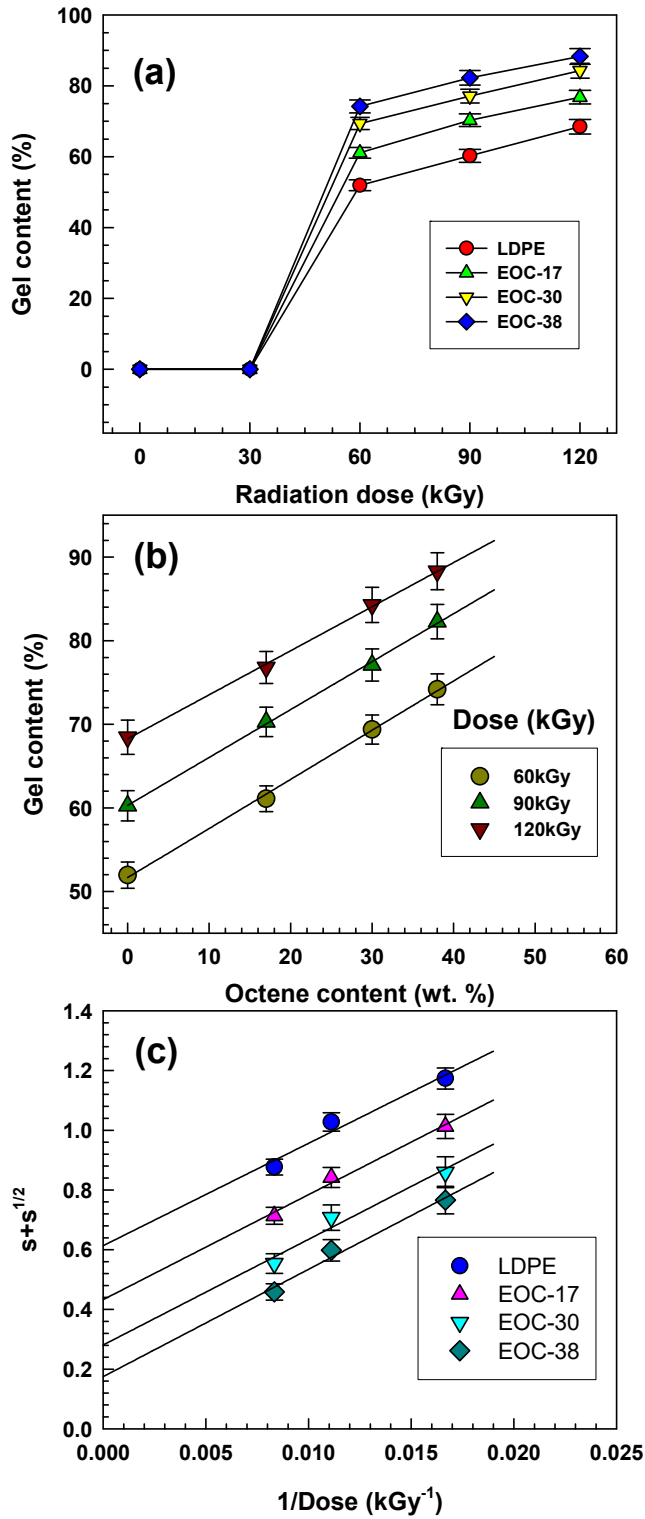 (a)
100
80
60
40
20
0
Gel content (%)
LDPE
EOC-17
EOC-30
EOC-38
0 30 60 90 120
Radiation dose (kGy)
(b)
90
80
70
60
50
Gel content (%)
Dose (kGy)
60kGy
90kGy
120kGy
0 10 20 30 40 50 60
Octene content (wt. %)
(c)
1.4
1.2
1.0
0.8
0.6
0.4
0.2
0.0
s+s1/2
LDPE
EOC-17
EOC-30
EOC-38
0.000 0.005 0.010 0.015 0.020 0.025
1/Dose (kGy-1)